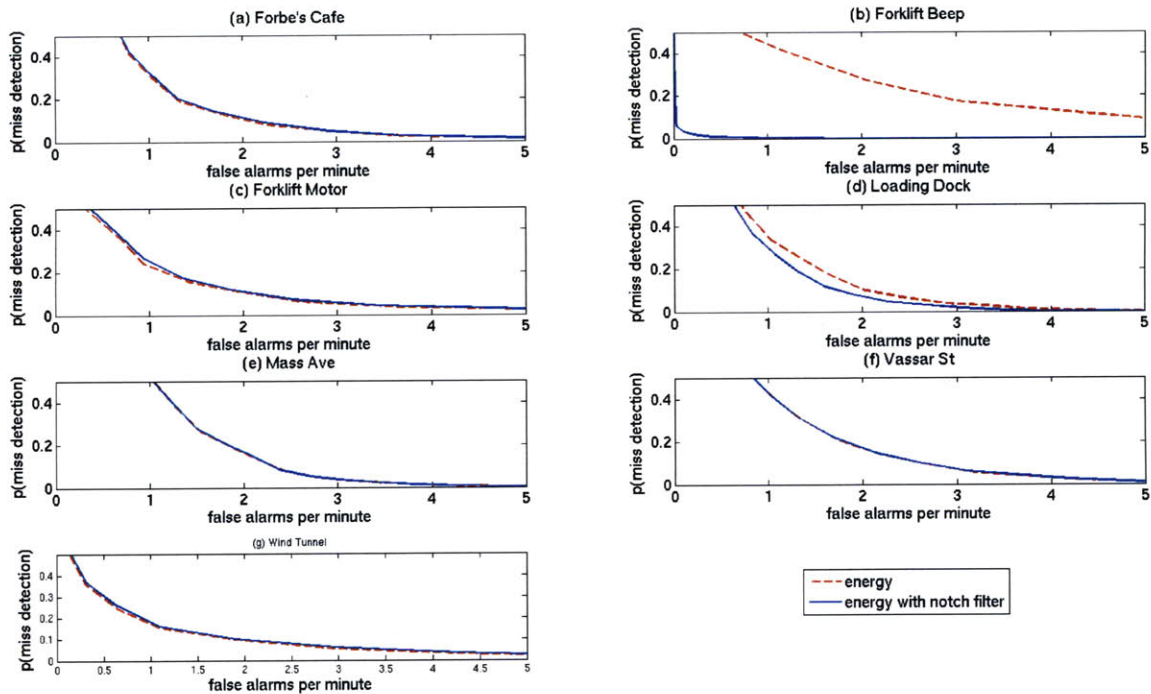 (a) Forbe's Cafe
p(miss detection)
0.4
0.2
0
0 1 2 3 4 5
false alarms per minute
(b) Forklift Beep
p(miss detection)
0.4
0.2
0
0 1 2 3 4 5
false alarms per minute
(c) Forklift Motor
p(miss detection)
0.4
0.2
0
0 1 2 3 4 5
false alarms per minute
(d) Loading Dock
p(miss detection)
0.4
0.2
0
0 1 2 3 4 5
false alarms per minute
(e) Mass Ave
p(miss detection)
0.4
0.2
0
0 1 2 3 4 5
false alarms per minute
(f) Vassar St
p(miss detection)
0.4
0.2
0
0 1 2 3 4 5
false alarms per minute
(g) Wind Tunnel
p(miss detection)
0.4
0.3
0.2
0.1
0
0 0.5 1 1.5 2 2.5 3 3.5 4 4.5 5
false alarms per minute
energy
energy with notch filter